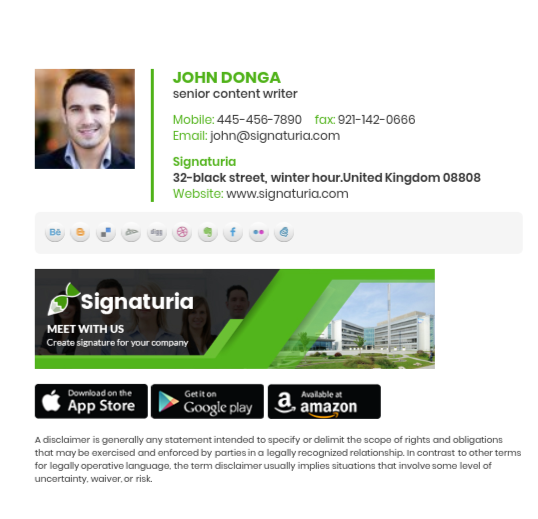 JOHN DONGA
senior content writer
Mobile: 445-456-7890 fax: 921-142-0666
Email: john@signaturia.com
Signaturia
32-black street, winter hour.United Kingdom 08808
Website: www.signaturia.com
Bē
digg
f
Signaturia
MEET WITH US
Create signature for your company
Download on the
App Store
Get it on
Google play
Available at
a amazon
A disclaimer is generally any statement intended to specify or delimit the scope of rights and obligations
that may be exercised and enforced by parties in a legally recognized relationship. In contrast to other terms
for legally operative language, the term disclaimer usually implies situations that involve some level of
uncertainty, waiver, or risk.